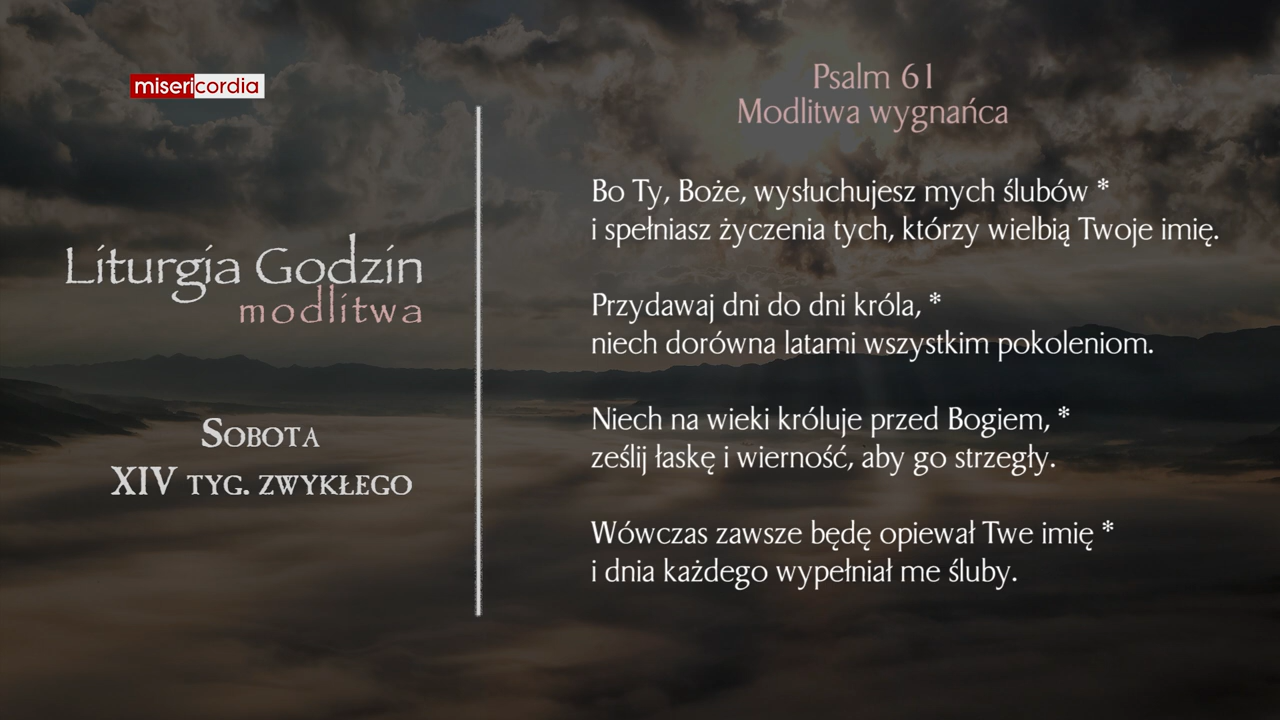 misericordia
Liturgia Godzin
modlitwa
Sobota
XIV tyg. zwykłego
Psalm 61
Modlitwa wygnańca
Bo Ty, Boże, wysłuchujesz mych ślubów *
i spełniasz życzenia tych, którzy wielbią Twoje imię.
Przydawaj dni do dni króla, *
niech dorówna latami wszystkim pokoleniom.
Niech na wieki króluje przed Bogiem, *
ześlij łaskę i wierność, aby go strzegły.
Wówczas zawsze będę opiewał Twe imię *
i dnia każdego wypełniał me śluby.